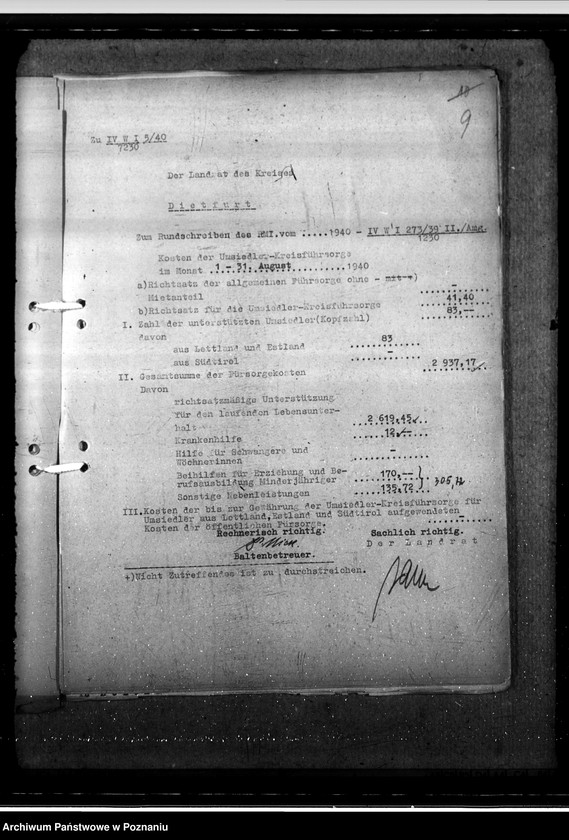 10
9
Zu IV W I 5/40
7230
Der Landrat des Kreises
Dietfurt
Zum Rundschreiben des RMI.vom .....1940 - IV W I 273/39 II./Amg.
1230
Kosten der Umsiedler-Kreisfürsorge
im Monat 1.-31. August 1940
a)Richtsatz der allgemeinen Fürsorge ohne - mit +)
Mietanteil -
b)Richtsatz für die Umsiedler-Kreisfürsorge 41,40
I. Zahl der unterstützten Umsiedler(Kopfzahl) 83,--
davon
aus Lettland und Estland 83
aus Südtirol -
II. Gesamtsumme der Fürsorgekosten 2 937,17
Davon
richtsatzmäßige Unterstützung
für den laufenden Lebensunter-
halt 2 619,45
Krankenhilfe 12,--
Hilfe für Schwangere und
Wöchnerinnen -
Beihilfen für Erziehung und Be-
rufsausbildung Minderjähriger 170,--
305,72
Sonstige Nebenleistungen 135,72
III.Kosten der bis zur Gewährung der Umsiedler-Kreisfürsorge für
Umsiedler aus Lettland,Estland und Südtirol aufgewendeten
Kosten der öffentlichen Fürsorge. -
Rechnerisch richtig. Sachlich richtig.
Der Landrat
Baltenbetreuer.
+)Nicht Zutreffendes ist zu durchstreichen.
Archiwum Państwowe w Poznaniu